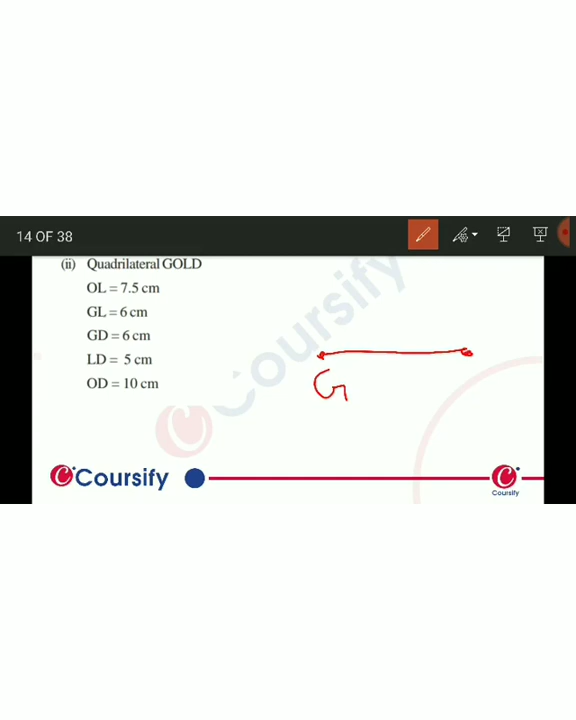 14 OF 38
(ii) Quadrilateral GOLD
OL = 7.5 cm
GL = 6 cm
GD = 6 cm
LD = 5 cm
OD = 10 cm
G
Coursify
Coursify
Coursify